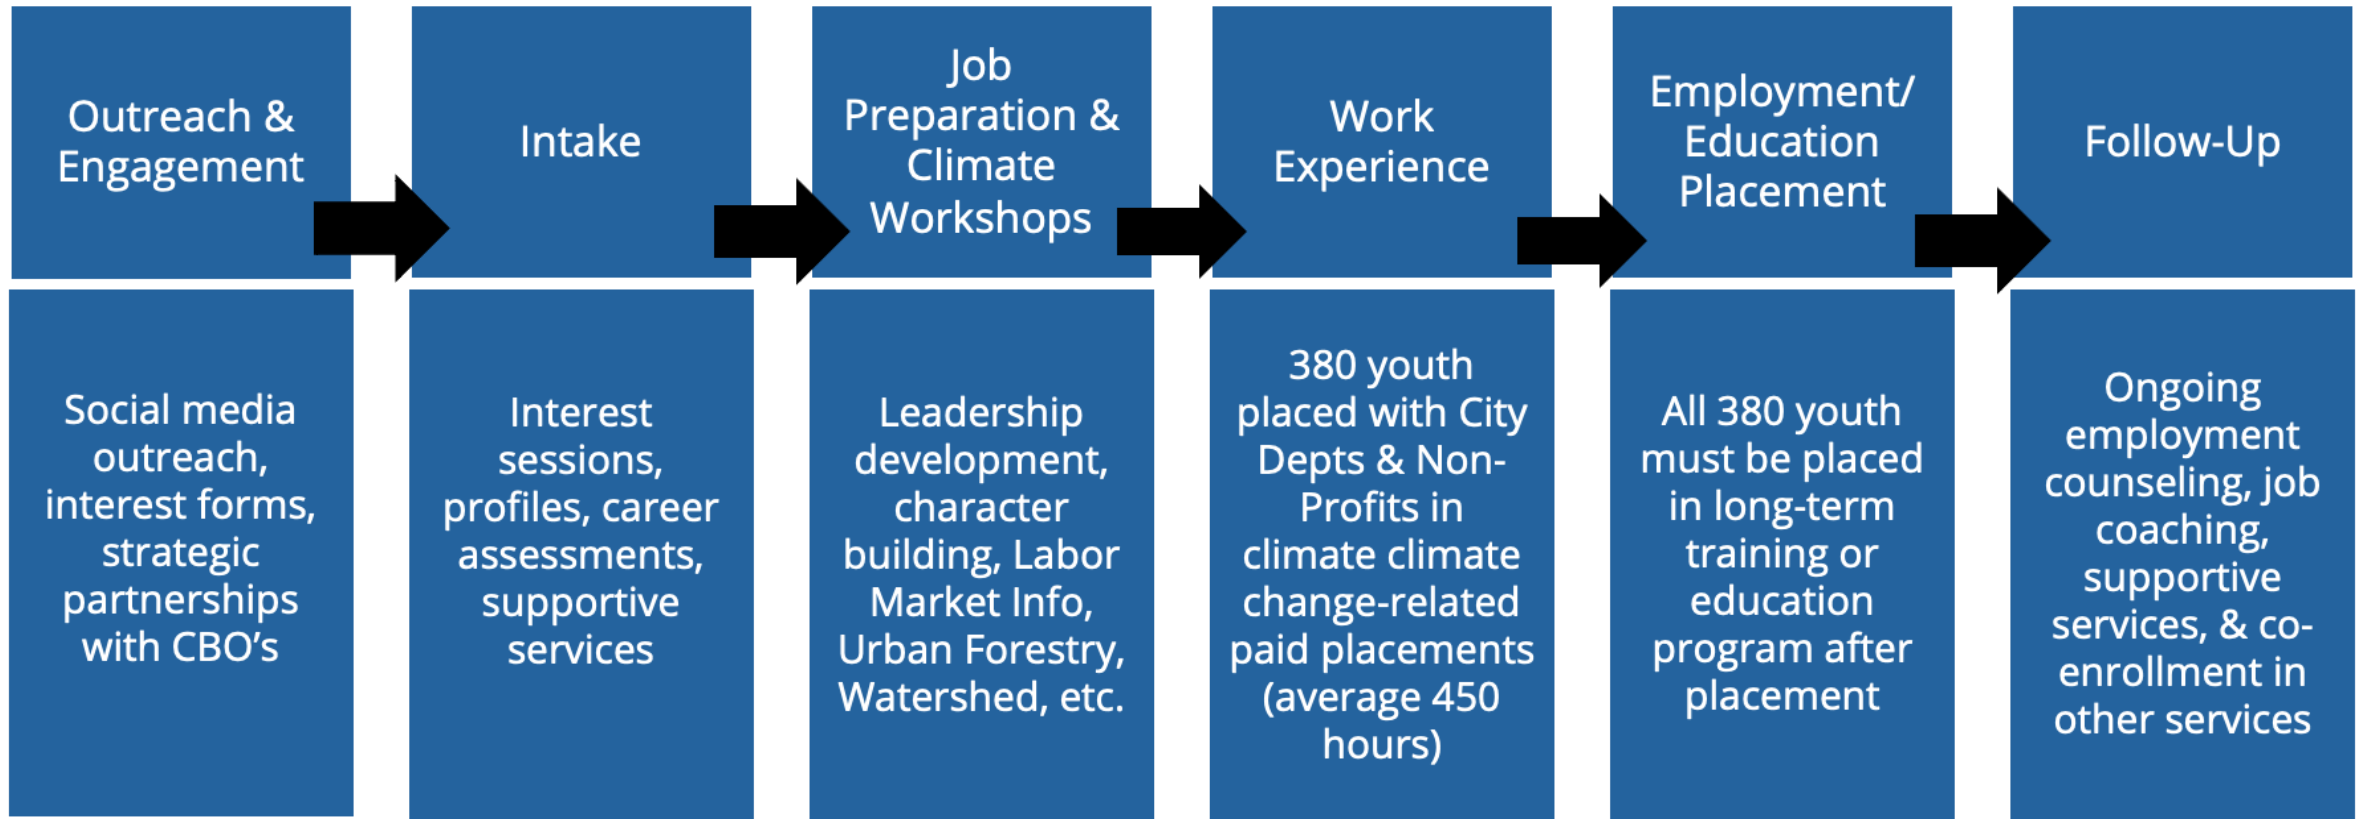 Outreach &
Engagement
Intake
Job
Preparation &
Climate
Workshops
Work
Experience
Employment/
Education
Placement
Follow-Up
Social media
outreach,
interest forms,
strategic
partnerships
with CBO’s
Interest
sessions,
profiles, career
assessments,
supportive
services
Leadership
development,
character
building, Labor
Market Info,
Urban Forestry,
Watershed, etc.
380 youth
placed with City
Depts & Non-
Profits in
climate climate
change-related
paid placements
(average 450
hours)
All 380 youth
must be placed
in long-term
training or
education
program after
placement
Ongoing
employment
counseling, job
coaching,
supportive
services, & co-
enrollment in
other services